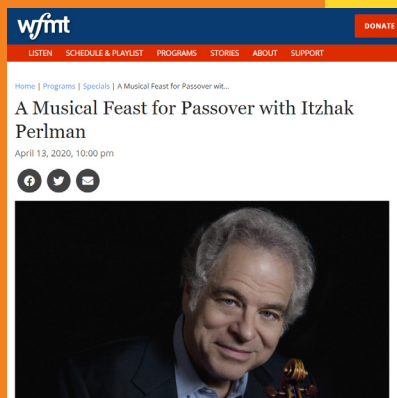 wfmt
DONATE
LISTEN SCHEDULE & PLAYLIST PROGRAMS STORIES ABOUT SUPPORT
Home | Programs | Specials | A Musical Feast for Passover wit...
A Musical Feast for Passover with Itzhak
Perlman
April 13, 2020, 10:00 pm